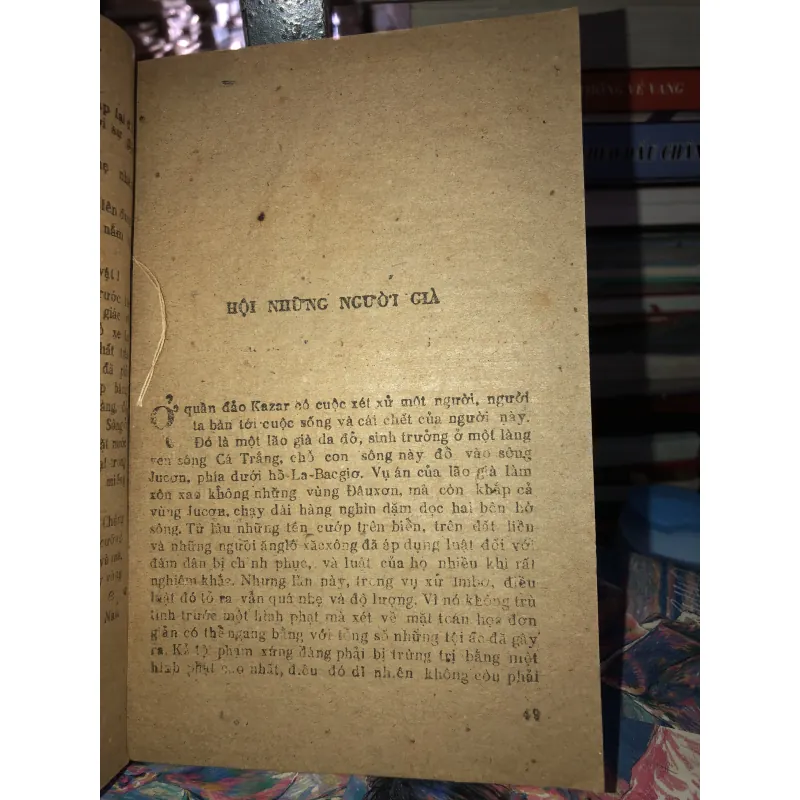 HỘI NHỮNG NGƯỜI GIÀ
Ở quần đảo Kazar có cuộc xét xử một người, người
ta bàn tới cuộc sống và cái chết của người này.
Đó là một lão già da đỏ, sinh trưởng ở một làng
ven sông Cá Trắng, chỗ con sông này đổ vào sông
Jucơn, phía dưới hồ La-Bacgiơ. Vụ án của lão già làm
xôn xao không những vùng Đâuxơn, mà còn khắp cả
vùng Jucơn, chạy dài hàng nghìn dặm dọc hai bên bờ
sông. Từ lâu những tên cướp trên biển, trên đất liền
và những người ănglô xăcxông đã áp dụng luật đối với
đám dân bị chinh phục, và luật của họ nhiều khi rất
nghiêm khắc. Nhưng lần này, trong vụ xử Imbơ, điều
luật đó tỏ ra vẫn quá nhẹ và độ lượng. Vì nó không trù
tính trước một hình phạt mà xét về mặt toán học đơn
giản có thể ngang bằng với tổng số những tội ác đã gây
ra. Kẻ tội phạm xứng đáng phải bị trừng trị bằng một
hình phạt cao nhất, điều đó dĩ nhiên không còn phải
49
VẺ VANG